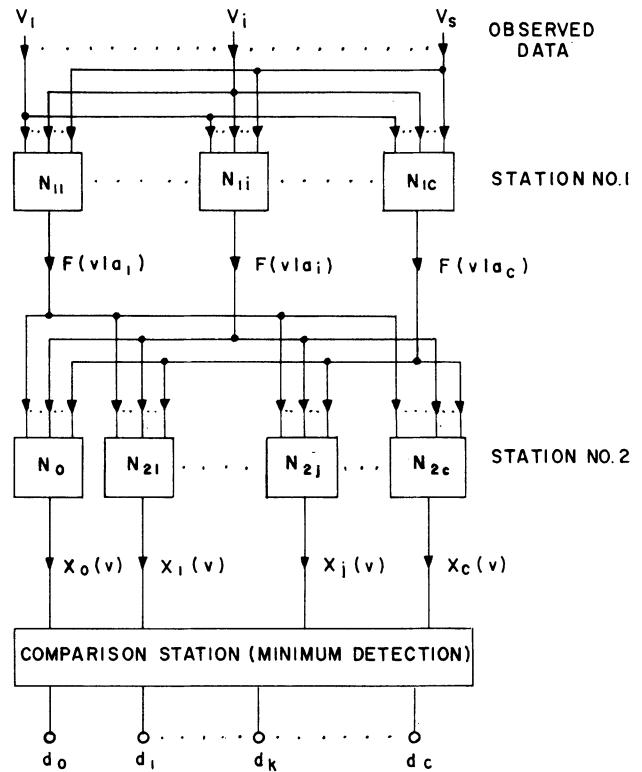 V1 Vi Vs OBSERVED
DATA
N11 N1i N1c STATION NO.1
F(v|a1) F(v|ai) F(v|ac)
N0 N21 N2j N2c STATION NO.2
X0(v) X1(v) Xj(v) Xc(v)
COMPARISON STATION (MINIMUM DETECTION)
d0 d1 dk dc